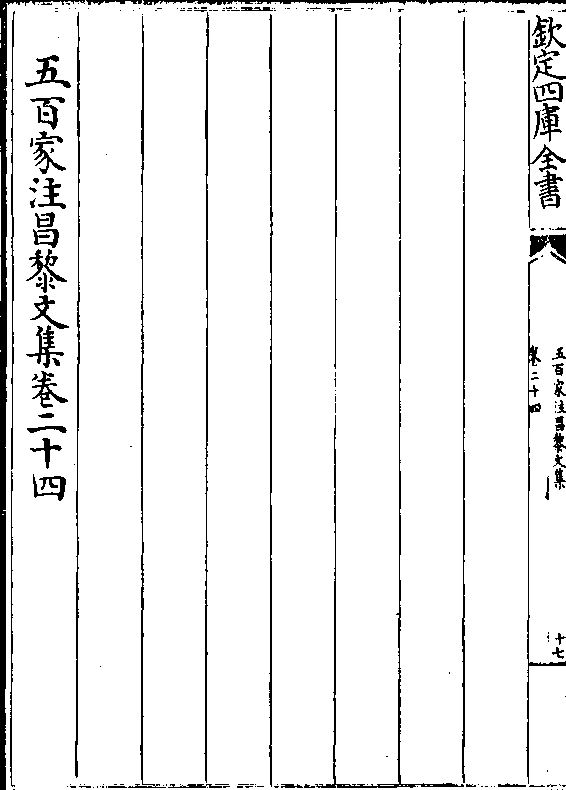 欽定四庫全書
五百家注昌黎文集
卷二十四
十七
五百家注昌黎文集卷二十四